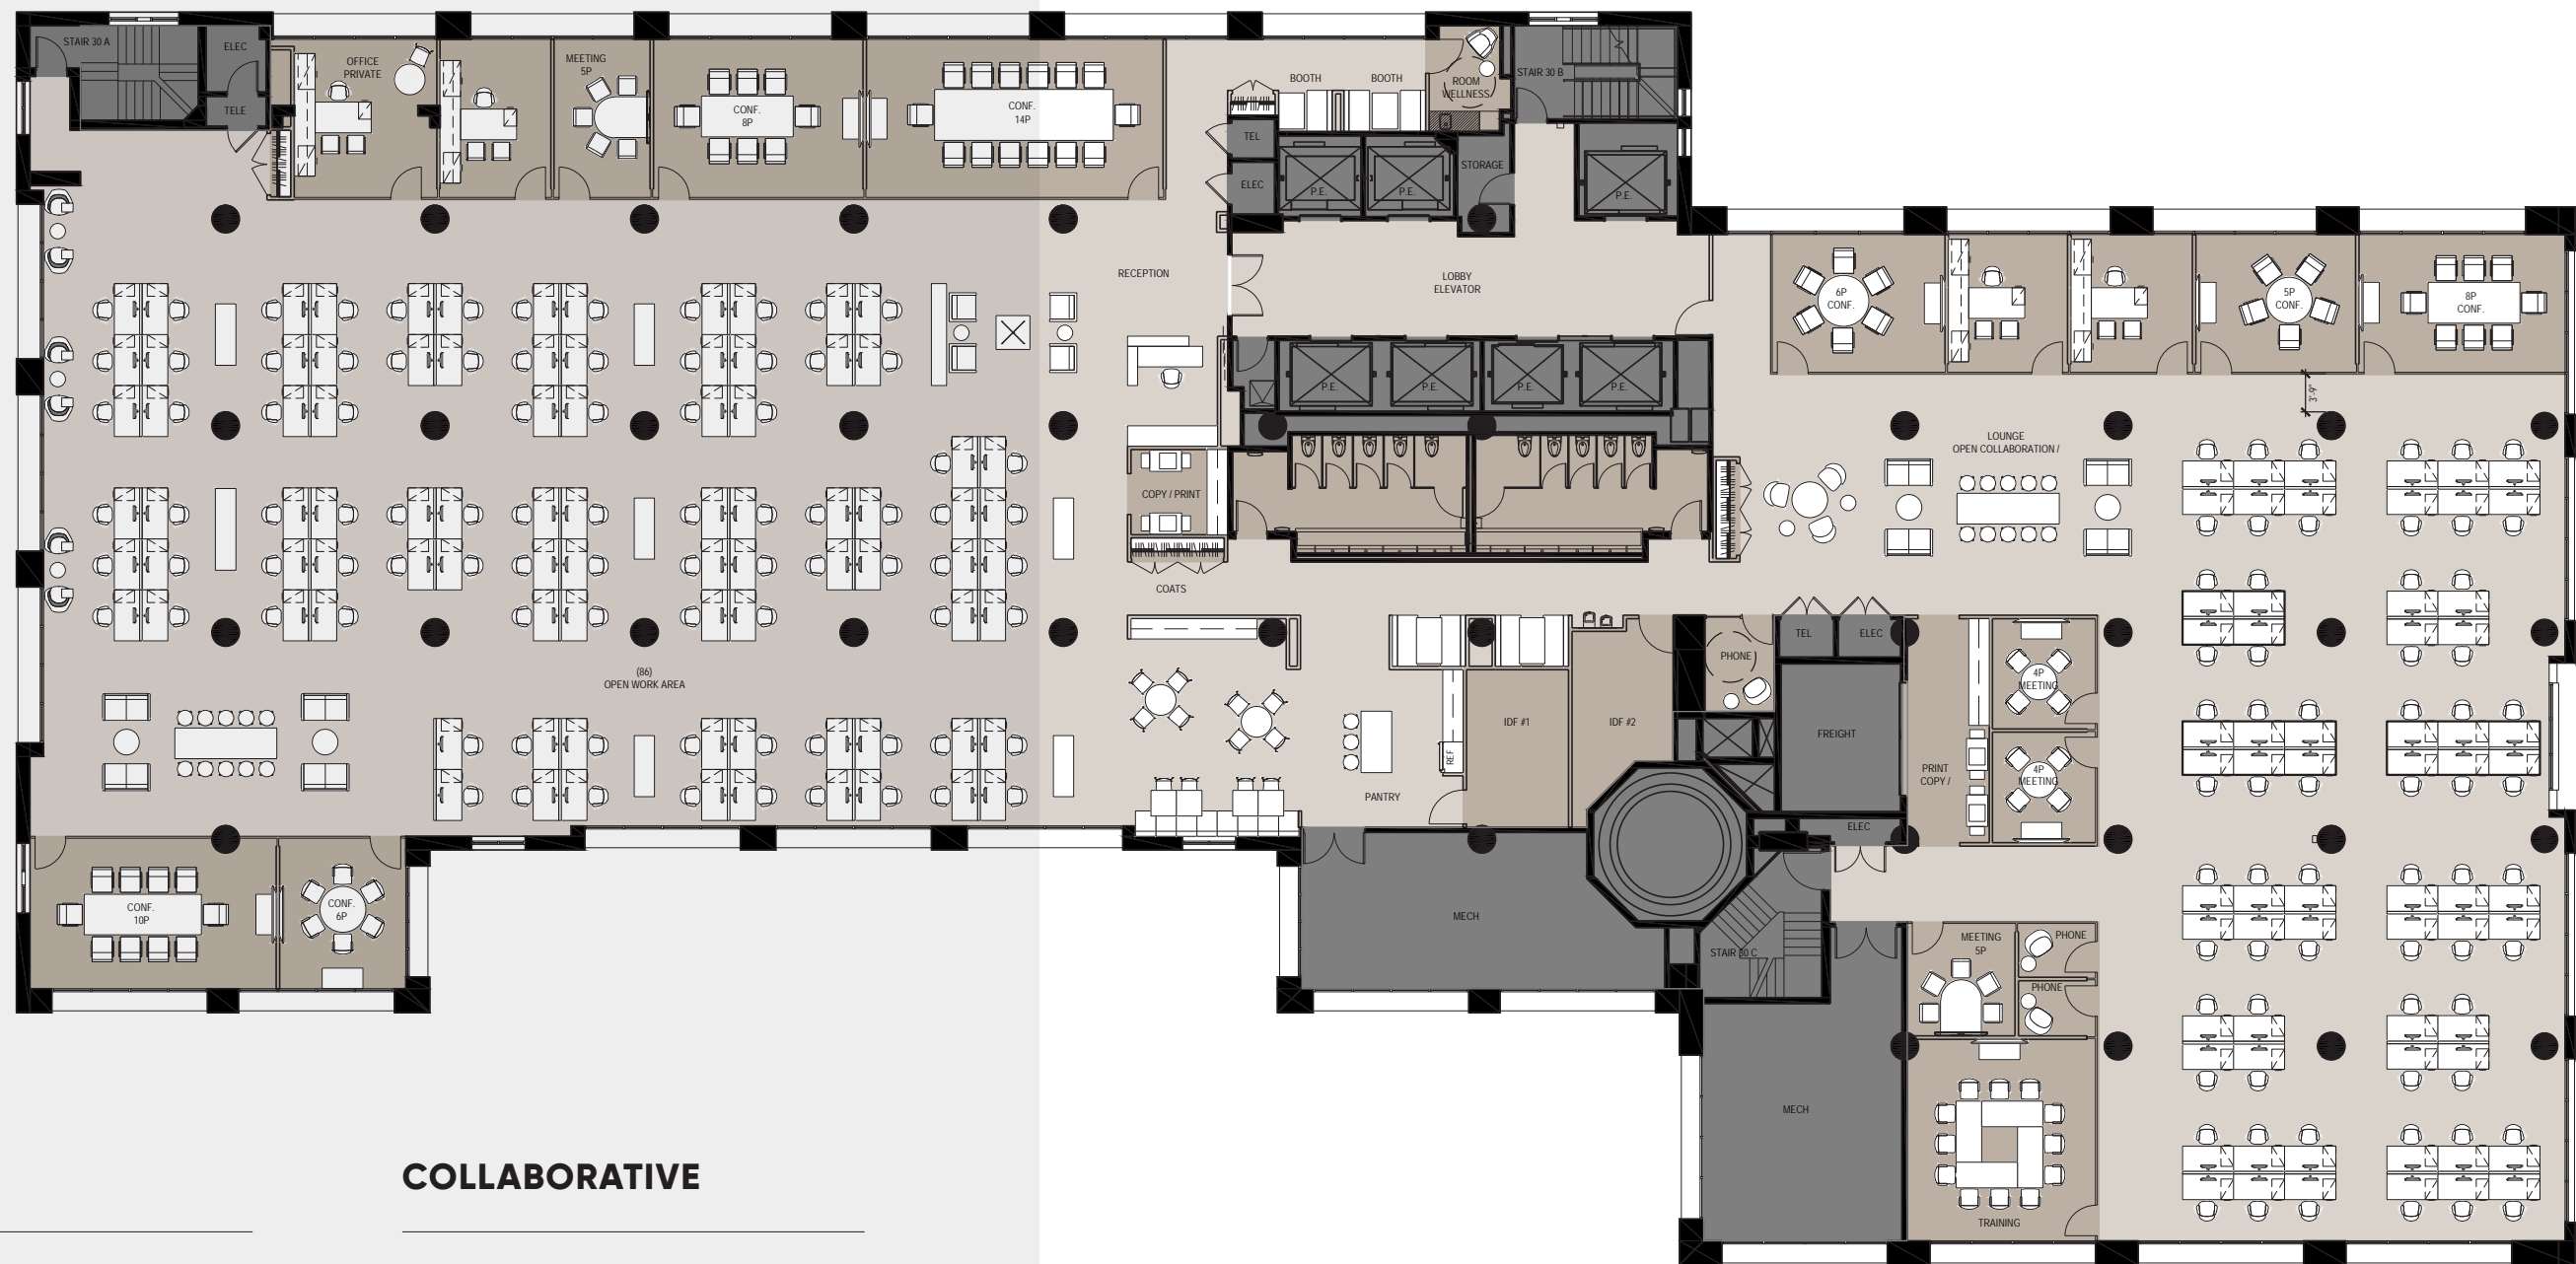 STAIR 30 A
ELEC
TELE
OFFICE
PRIVATE
MEETING
5P
CONF.
8P
CONF.
14P
BOOTH
BOOTH
ROOM
WELLNESS
STAIR 30 B
TEL
ELEC
P.E.
P.E.
STORAGE
P.E.
RECEPTION
LOBBY
ELEVATOR
6P
CONF.
5P
CONF.
8P
CONF.
P.E.
P.E.
P.E.
P.E.
3'-9"
LOUNGE
OPEN COLLABORATION /
COPY / PRINT
COATS
(86)
OPEN WORK AREA
PHONE
TEL
ELEC
4P
MEETING
IDF #1
IDF #2
FREIGHT
REF
PANTRY
PRINT
COPY /
4P
MEETING
ELEC
CONF.
10P
CONF.
6P
MECH
STAIR 30 C
MEETING
5P
PHONE
PHONE
MECH
TRAINING
COLLABORATIVE